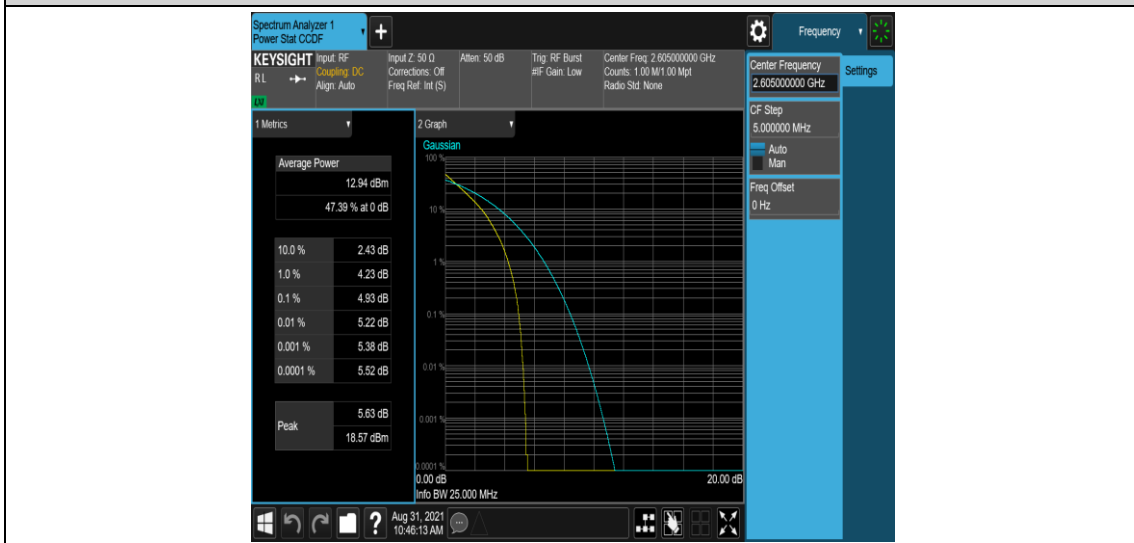 Spectrum Analyzer 1
Power Stat CCDF
Frequency
KEYSIGHT
RL
LXI
Input: RF
Coupling: DC
Align: Auto
Input Z: 50 Ω
Corrections: Off
Freq Ref: Int (S)
Atten: 50 dB
Trig: RF Burst
#IF Gain: Low
Center Freq: 2.605000000 GHz
Counts: 1.00 M/1.00 Mpt
Radio Std: None
Center Frequency
2.605000000 GHz
Settings
CF Step
5.000000 MHz
Auto
Man
Freq Offset
0 Hz
1 Metrics
Average Power
12.94 dBm
47.39 % at 0 dB
10.0 % 2.43 dB
1.0 % 4.23 dB
0.1 % 4.93 dB
0.01 % 5.22 dB
0.001 % 5.38 dB
0.0001 % 5.52 dB
Peak
5.63 dB
18.57 dBm
2 Graph
Gaussian
100 %
10 %
1 %
0.1 %
0.01 %
0.001 %
0.0001 %
0.00 dB 20.00 dB
Info BW 25.000 MHz
?
Aug 31, 2021
10:46:13 AM